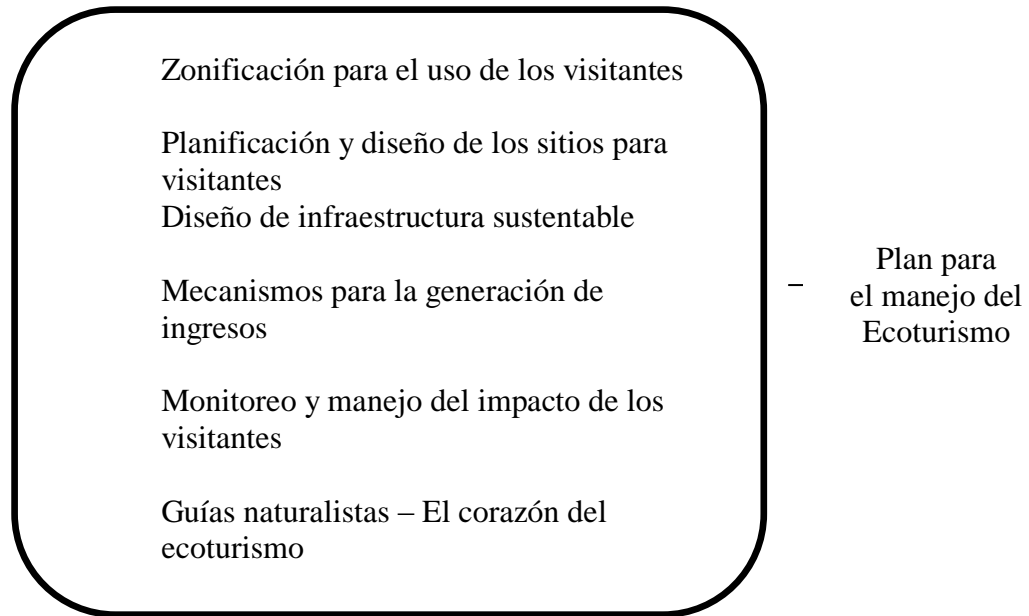 Zonificación para el uso de los visitantes
Planificación y diseño de los sitios para
visitantes
Diseño de infraestructura sustentable
Mecanismos para la generación de
ingresos
Monitoreo y manejo del impacto de los
visitantes
Guías naturalistas – El corazón del
ecoturismo
–
Plan para
el manejo del
Ecoturismo